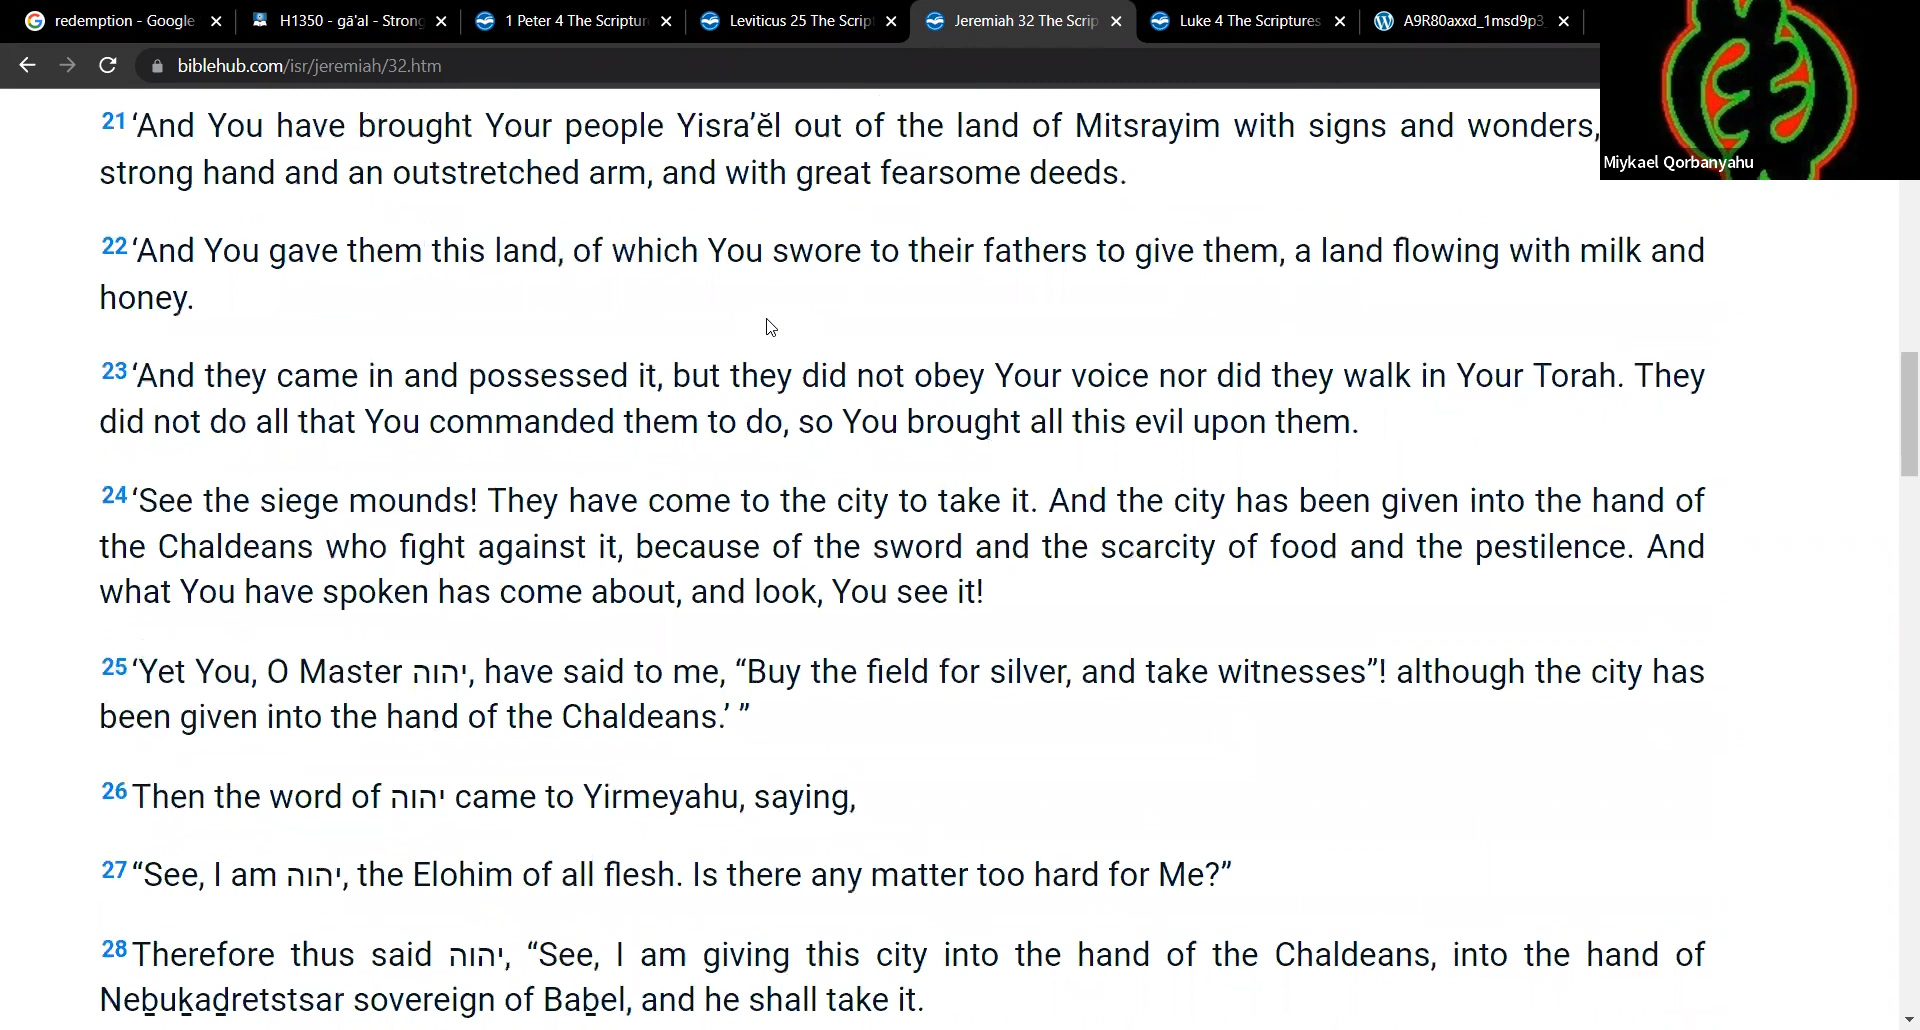 redemption - Google
H1350 - gā'al - Strong
1 Peter 4 The Scriptur
Leviticus 25 The Script
Jeremiah 32 The Scrip
Luke 4 The Scriptures
A9R80axxd_1msd9p3
biblehub.com/isr/jeremiah/32.htm
Miykael Qorbanyahu
21 ‘And You have brought Your people Yisra’ĕl out of the land of Mitsrayim with signs and wonders,
strong hand and an outstretched arm, and with great fearsome deeds.
22 ‘And You gave them this land, of which You swore to their fathers to give them, a land flowing with milk and
honey.
23 ‘And they came in and possessed it, but they did not obey Your voice nor did they walk in Your Torah. They
did not do all that You commanded them to do, so You brought all this evil upon them.
24 ‘See the siege mounds! They have come to the city to take it. And the city has been given into the hand of
the Chaldeans who fight against it, because of the sword and the scarcity of food and the pestilence. And
what You have spoken has come about, and look, You see it!
25 ‘Yet You, O Master יהוה, have said to me, “Buy the field for silver, and take witnesses”! although the city has
been given into the hand of the Chaldeans.’ ”
26 Then the word of יהוה came to Yirmeyahu, saying,
27 “See, I am יהוה, the Elohim of all flesh. Is there any matter too hard for Me?”
28 Therefore thus said יהוה, “See, I am giving this city into the hand of the Chaldeans, into the hand of
Neḇuḵaḏretstsar sovereign of Baḇel, and he shall take it.